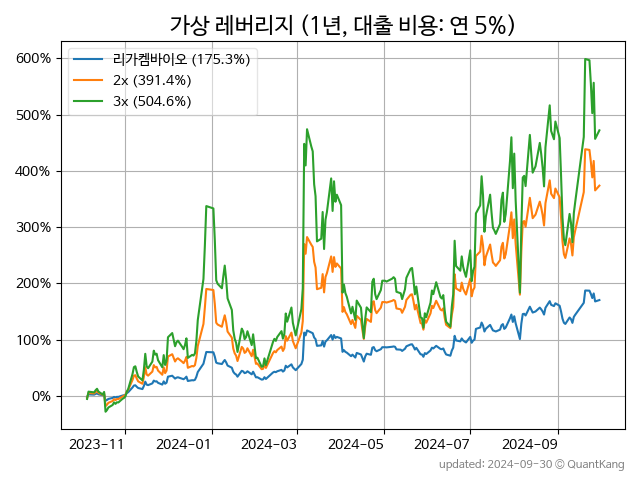 가상 레버리지 (1년, 대출 비용: 연 5%)
리가켐바이오 (175.3%)
2x (391.4%)
3x (504.6%)
600%
500%
400%
300%
200%
100%
0%
2023-11
2024-01
2024-03
2024-05
2024-07
2024-09
updated: 2024-09-30 © QuantKang